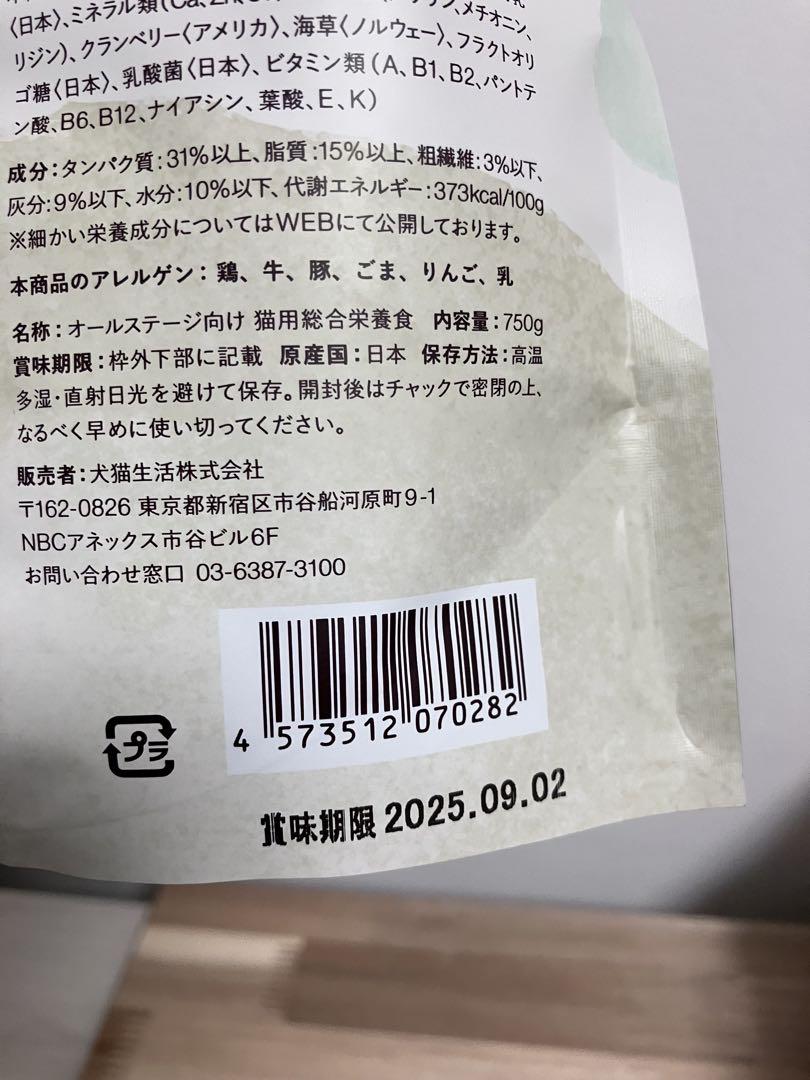 〈日本〉、ミネラル類(Ca、Zn、
メチオニン、
リジン)、クランベリー〈アメリカ〉、海草〈ノルウェー〉、フラクトオリ
ゴ糖〈日本〉、乳酸菌〈日本〉、ビタミン類(A、B1、B2、パントテ
ン酸、B6、B12、ナイアシン、葉酸、E、K)
成分:タンパク質:31%以上、脂質:15%以上、粗繊維:3%以下、
灰分:9%以下、水分:10%以下、代謝エネルギー:373kcal/100g
※細かい栄養成分についてはWEBにて公開しております。
本商品のアレルゲン:鶏、牛、豚、ごま、りんご、乳
名称:オールステージ向け 猫用総合栄養食 内容量:750g
賞味期限:枠外下部に記載 原産国:日本 保存方法:高温
多湿・直射日光を避けて保存。開封後はチャックで密閉の上、
なるべく早めに使い切ってください。
販売者:犬猫生活株式会社
〒162-0826 東京都新宿区市谷船河原町9-1
NBCアネックス市谷ビル6F
お問い合わせ窓口 03-6387-3100
4 573512 070282
プラ
賞味期限 2025.09.02